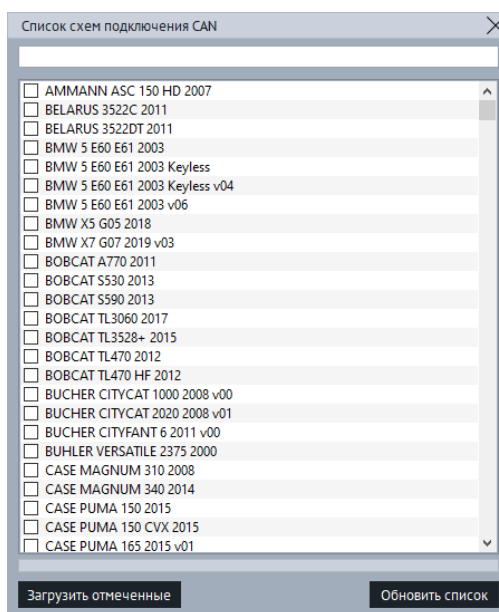 Список схем подключения CAN
AMMANN ASC 150 HD 2007
BELARUS 3522C 2011
BELARUS 3522DT 2011
BMW 5 E60 E61 2003
BMW 5 E60 E61 2003 Keyless
BMW 5 E60 E61 2003 Keyless v04
BMW 5 E60 E61 2003 v06
BMW X5 G05 2018
BMW X7 G07 2019 v03
BOBCAT A770 2011
BOBCAT S530 2013
BOBCAT S590 2013
BOBCAT TL3060 2017
BOBCAT TL3528+ 2015
BOBCAT TL470 2012
BOBCAT TL470 HF 2012
BUCHER CITYCAT 1000 2008 v00
BUCHER CITYCAT 2020 2008 v01
BUCHER CITYFANT 6 2011 v00
BUHLER VERSATILE 2375 2000
CASE MAGNUM 310 2008
CASE MAGNUM 340 2014
CASE PUMA 150 2015
CASE PUMA 150 CVX 2015
CASE PUMA 165 2015 v01
Загрузить отмеченные
Обновить список